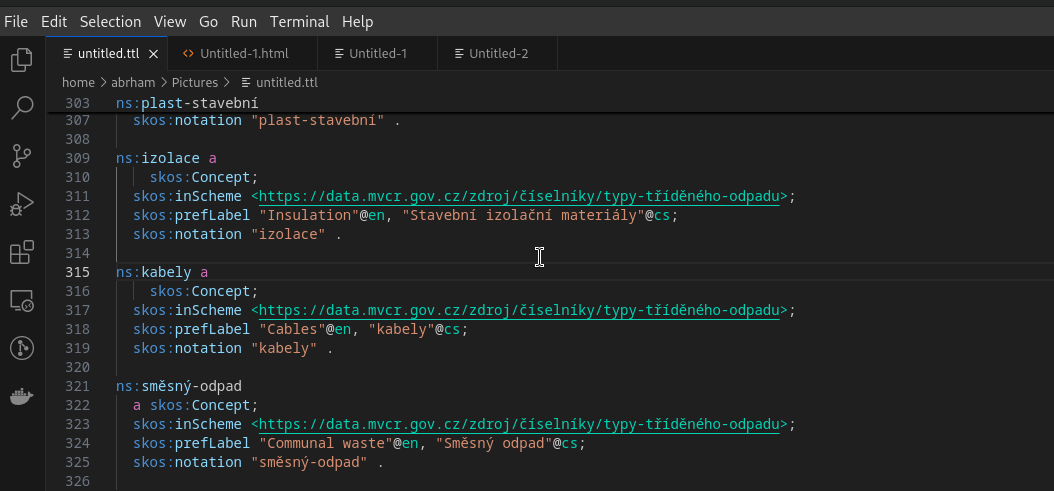 File Edit Selection View Go Run Terminal Help
untitled.ttl Untitled-1.html Untitled-1 Untitled-2
home > abrham > Pictures > untitled.ttl
303 ns:plast-stavební
307 skos:notation "plast-stavební" .
308
309 ns:izolace a
310 skos:Concept;
311 skos:inScheme <https://data.mvcr.gov.cz/zdroj/číselníky/typy-tříděného-odpadu>;
312 skos:prefLabel "Insulation"@en, "Stavební izolační materiály"@cs;
313 skos:notation "izolace" .
314
315 ns:kabely a
316 skos:Concept;
317 skos:inScheme <https://data.mvcr.gov.cz/zdroj/číselníky/typy-tříděného-odpadu>;
318 skos:prefLabel "Cables"@en, "kabely"@cs;
319 skos:notation "kabely" .
320
321 ns:směsný-odpad
322 a skos:Concept;
323 skos:inScheme <https://data.mvcr.gov.cz/zdroj/číselníky/typy-tříděného-odpadu>;
324 skos:prefLabel "Communal waste"@en, "Směsný odpad"@cs;
325 skos:notation "směsný-odpad" .
326